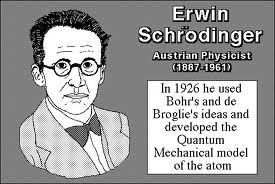 Erwin
Schrödinger
Austrian Physicist
(1887-1961)
In 1926 he used
Bohr's and de
Broglie's ideas and
developed the
Quantum
Mechanical model
of the atom